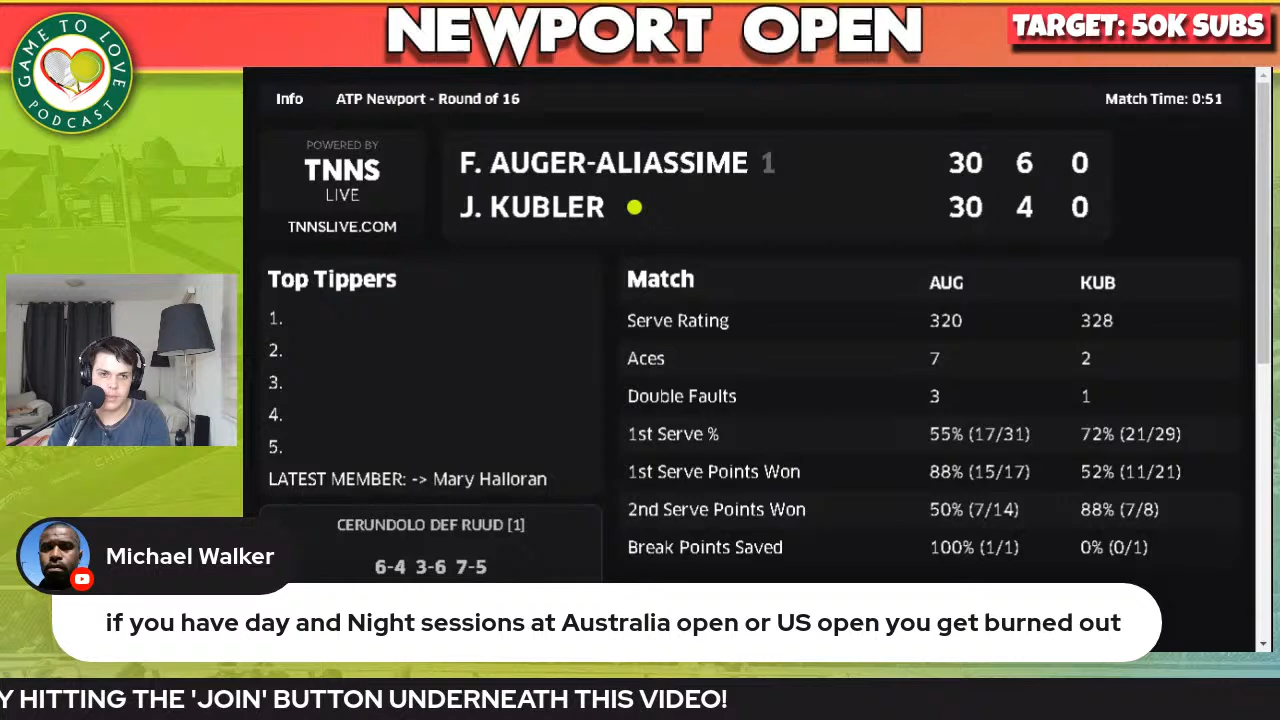 GAME TO LOVE
PODCAST
NEWPORT OPEN
TARGET: 50K SUBS
Info ATP Newport - Round of 16 Match Time: 0:51
POWERED BY
TNNS
LIVE
TNNSLIVE.COM
F. AUGER-ALIASSIME 1 30 6 0
J. KUBLER 30 4 0
Top Tippers
1.
2.
3.
4.
5.
LATEST MEMBER: -> Mary Halloran
CERUNDOLO DEF RUUD [1]
6-4 3-6 7-5
Match AUG KUB
Serve Rating 320 328
Aces 7 2
Double Faults 3 1
1st Serve % 55% (17/31) 72% (21/29)
1st Serve Points Won 88% (15/17) 52% (11/21)
2nd Serve Points Won 50% (7/14) 88% (7/8)
Break Points Saved 100% (1/1) 0% (0/1)
Michael Walker
if you have day and Night sessions at Australia open or US open you get burned out
Y HITTING THE 'JOIN' BUTTON UNDERNEATH THIS VIDEO!